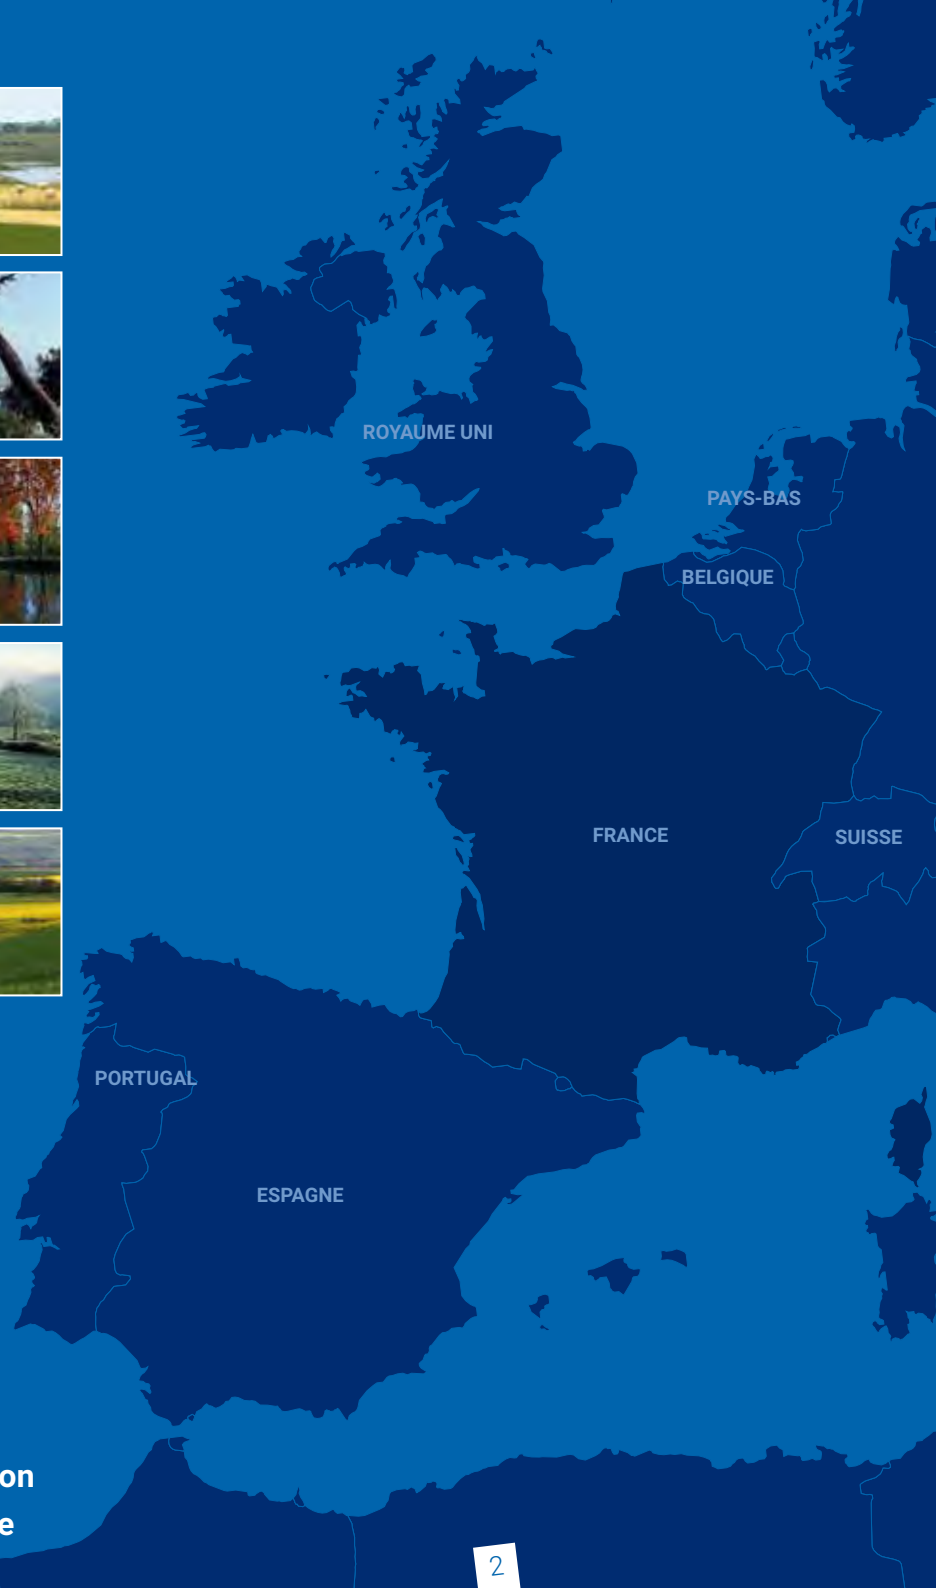 ROYAUME UNI
PAYS-BAS
BELGIQUE
FRANCE
SUISSE
PORTUGAL
ESPAGNE
on
e
2